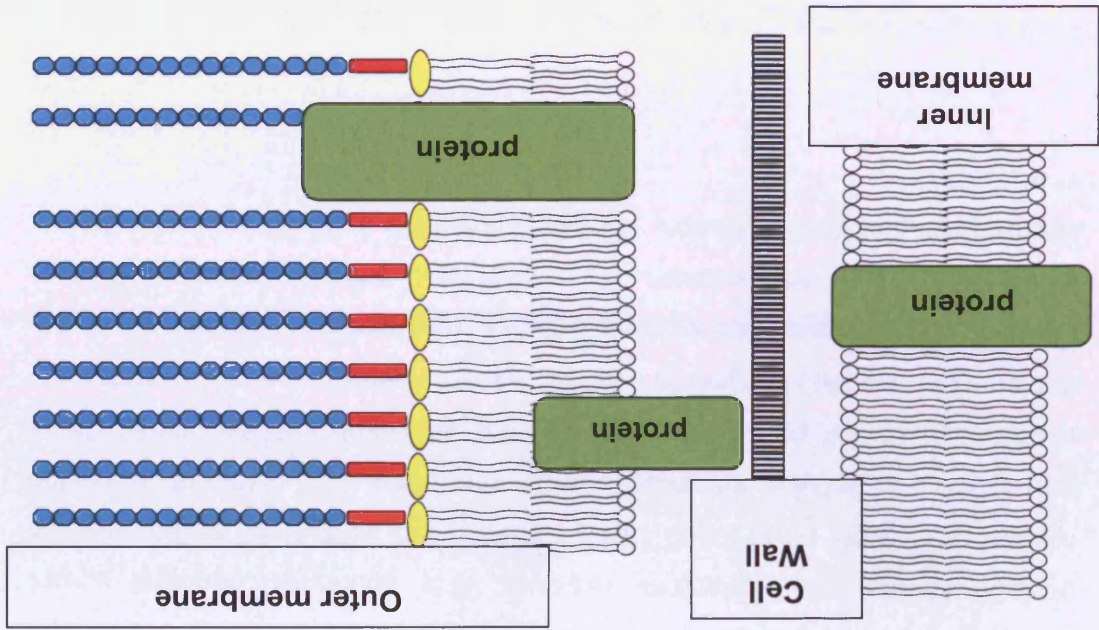 Outer membrane
Cell
Wall
protein
protein
protein
Inner
membrane